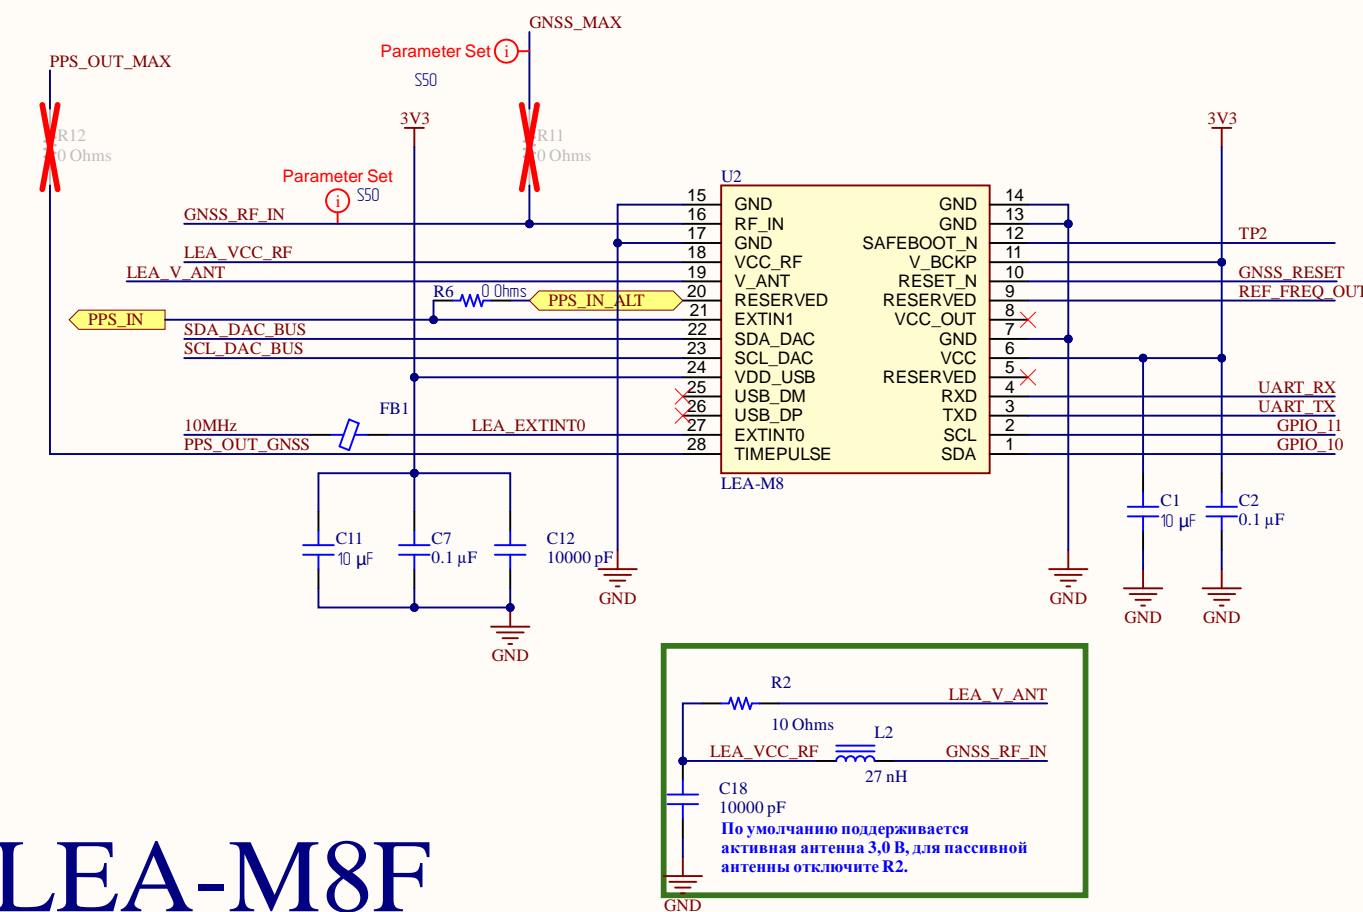 GNSS_MAX
Parameter Set
i
S50
PPS_OUT_MAX
R12
0 Ohms
3V3
R11
0 Ohms
3V3
Parameter Set
i
S50
GNSS_RF_IN
LEA_VCC_RF
LEA_V_ANT
R6
0 Ohms
PPS_IN_ALT
PPS_IN
SDA_DAC_BUS
SCL_DAC_BUS
FB1
10MHz
LEA_EXTINT0
PPS_OUT_GNSS
U2
15 GND GND 14
16 RF_IN GND 13
17 GND SAFEBOOT_N 12
18 VCC_RF V_BCKP 11
19 V_ANT RESET_N 10
20 RESERVED RESERVED 9
21 EXTIN1 VCC_OUT 8
22 SDA_DAC GND 7
23 SCL_DAC VCC 6
24 VDD_USB RESERVED 5
25 USB_DM RXD 4
26 USB_DP TXD 3
27 EXTINT0 SCL 2
28 TIMEPULSE SDA 1
LEA-M8
TP2
GNSS_RESET
REF_FREQ_OUT
UART_RX
UART_TX
GPIO_11
GPIO_10
C11
10 µF
C7
0.1 µF
C12
10000 pF
GND
GND
GND
C1
10 µF
C2
0.1 µF
GND
GND
R2
LEA_V_ANT
10 Ohms
L2
LEA_VCC_RF
GNSS_RF_IN
27 nH
C18
10000 pF
По умолчанию поддерживается
активная антенна 3,0 В, для пассивной
антенны отключите R2.
GND
LEA-M8F